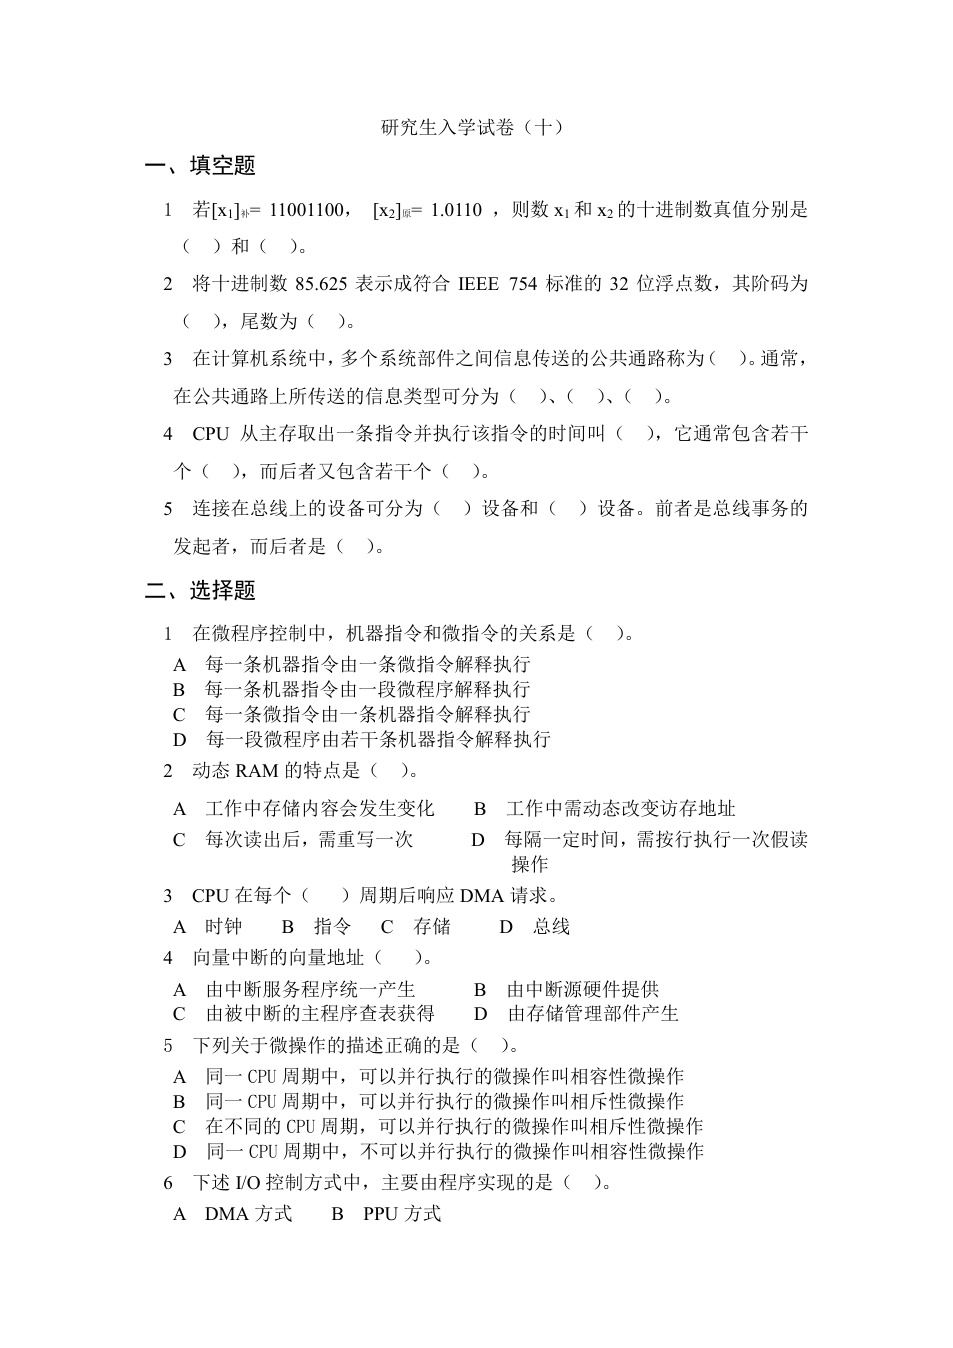 研究生入学试卷（十）
一、填空题
1 若[x1]补= 11001100， [x2]原= 1.0110 ，则数 x1 和 x2 的十进制数真值分别是
（ ）和（ ）。
2 将十进制数 85.625 表示成符合 IEEE 754 标准的 32 位浮点数，其阶码为
（ ），尾数为（ ）。
3 在计算机系统中，多个系统部件之间信息传送的公共通路称为（ ）。通常，
在公共通路上所传送的信息类型可分为（ ）、（ ）、（ ）。
4 CPU 从主存取出一条指令并执行该指令的时间叫（ ），它通常包含若干
个（ ），而后者又包含若干个（ ）。
5 连接在总线上的设备可分为（ ）设备和（ ）设备。前者是总线事务的
发起者，而后者是（ ）。
二、选择题
1 在微程序控制中，机器指令和微指令的关系是（ ）。
A 每一条机器指令由一条微指令解释执行
B 每一条机器指令由一段微程序解释执行
C 每一条微指令由一条机器指令解释执行
D 每一段微程序由若干条机器指令解释执行
2 动态 RAM 的特点是（ ）。
A 工作中存储内容会发生变化 B 工作中需动态改变访存地址
C 每次读出后，需重写一次 D 每隔一定时间，需按行执行一次假读
操作
3 CPU 在每个（ ）周期后响应 DMA 请求。
A 时钟 B 指令 C 存储 D 总线
4 向量中断的向量地址（ ）。
A 由中断服务程序统一产生 B 由中断源硬件提供
C 由被中断的主程序查表获得 D 由存储管理部件产生
5 下列关于微操作的描述正确的是（ ）。
A 同一 CPU 周期中，可以并行执行的微操作叫相容性微操作
B 同一 CPU 周期中，可以并行执行的微操作叫相斥性微操作
C 在不同的 CPU 周期，可以并行执行的微操作叫相斥性微操作
D 同一 CPU 周期中，不可以并行执行的微操作叫相容性微操作
6 下述 I/O 控制方式中，主要由程序实现的是（ ）。
A DMA 方式 B PPU 方式